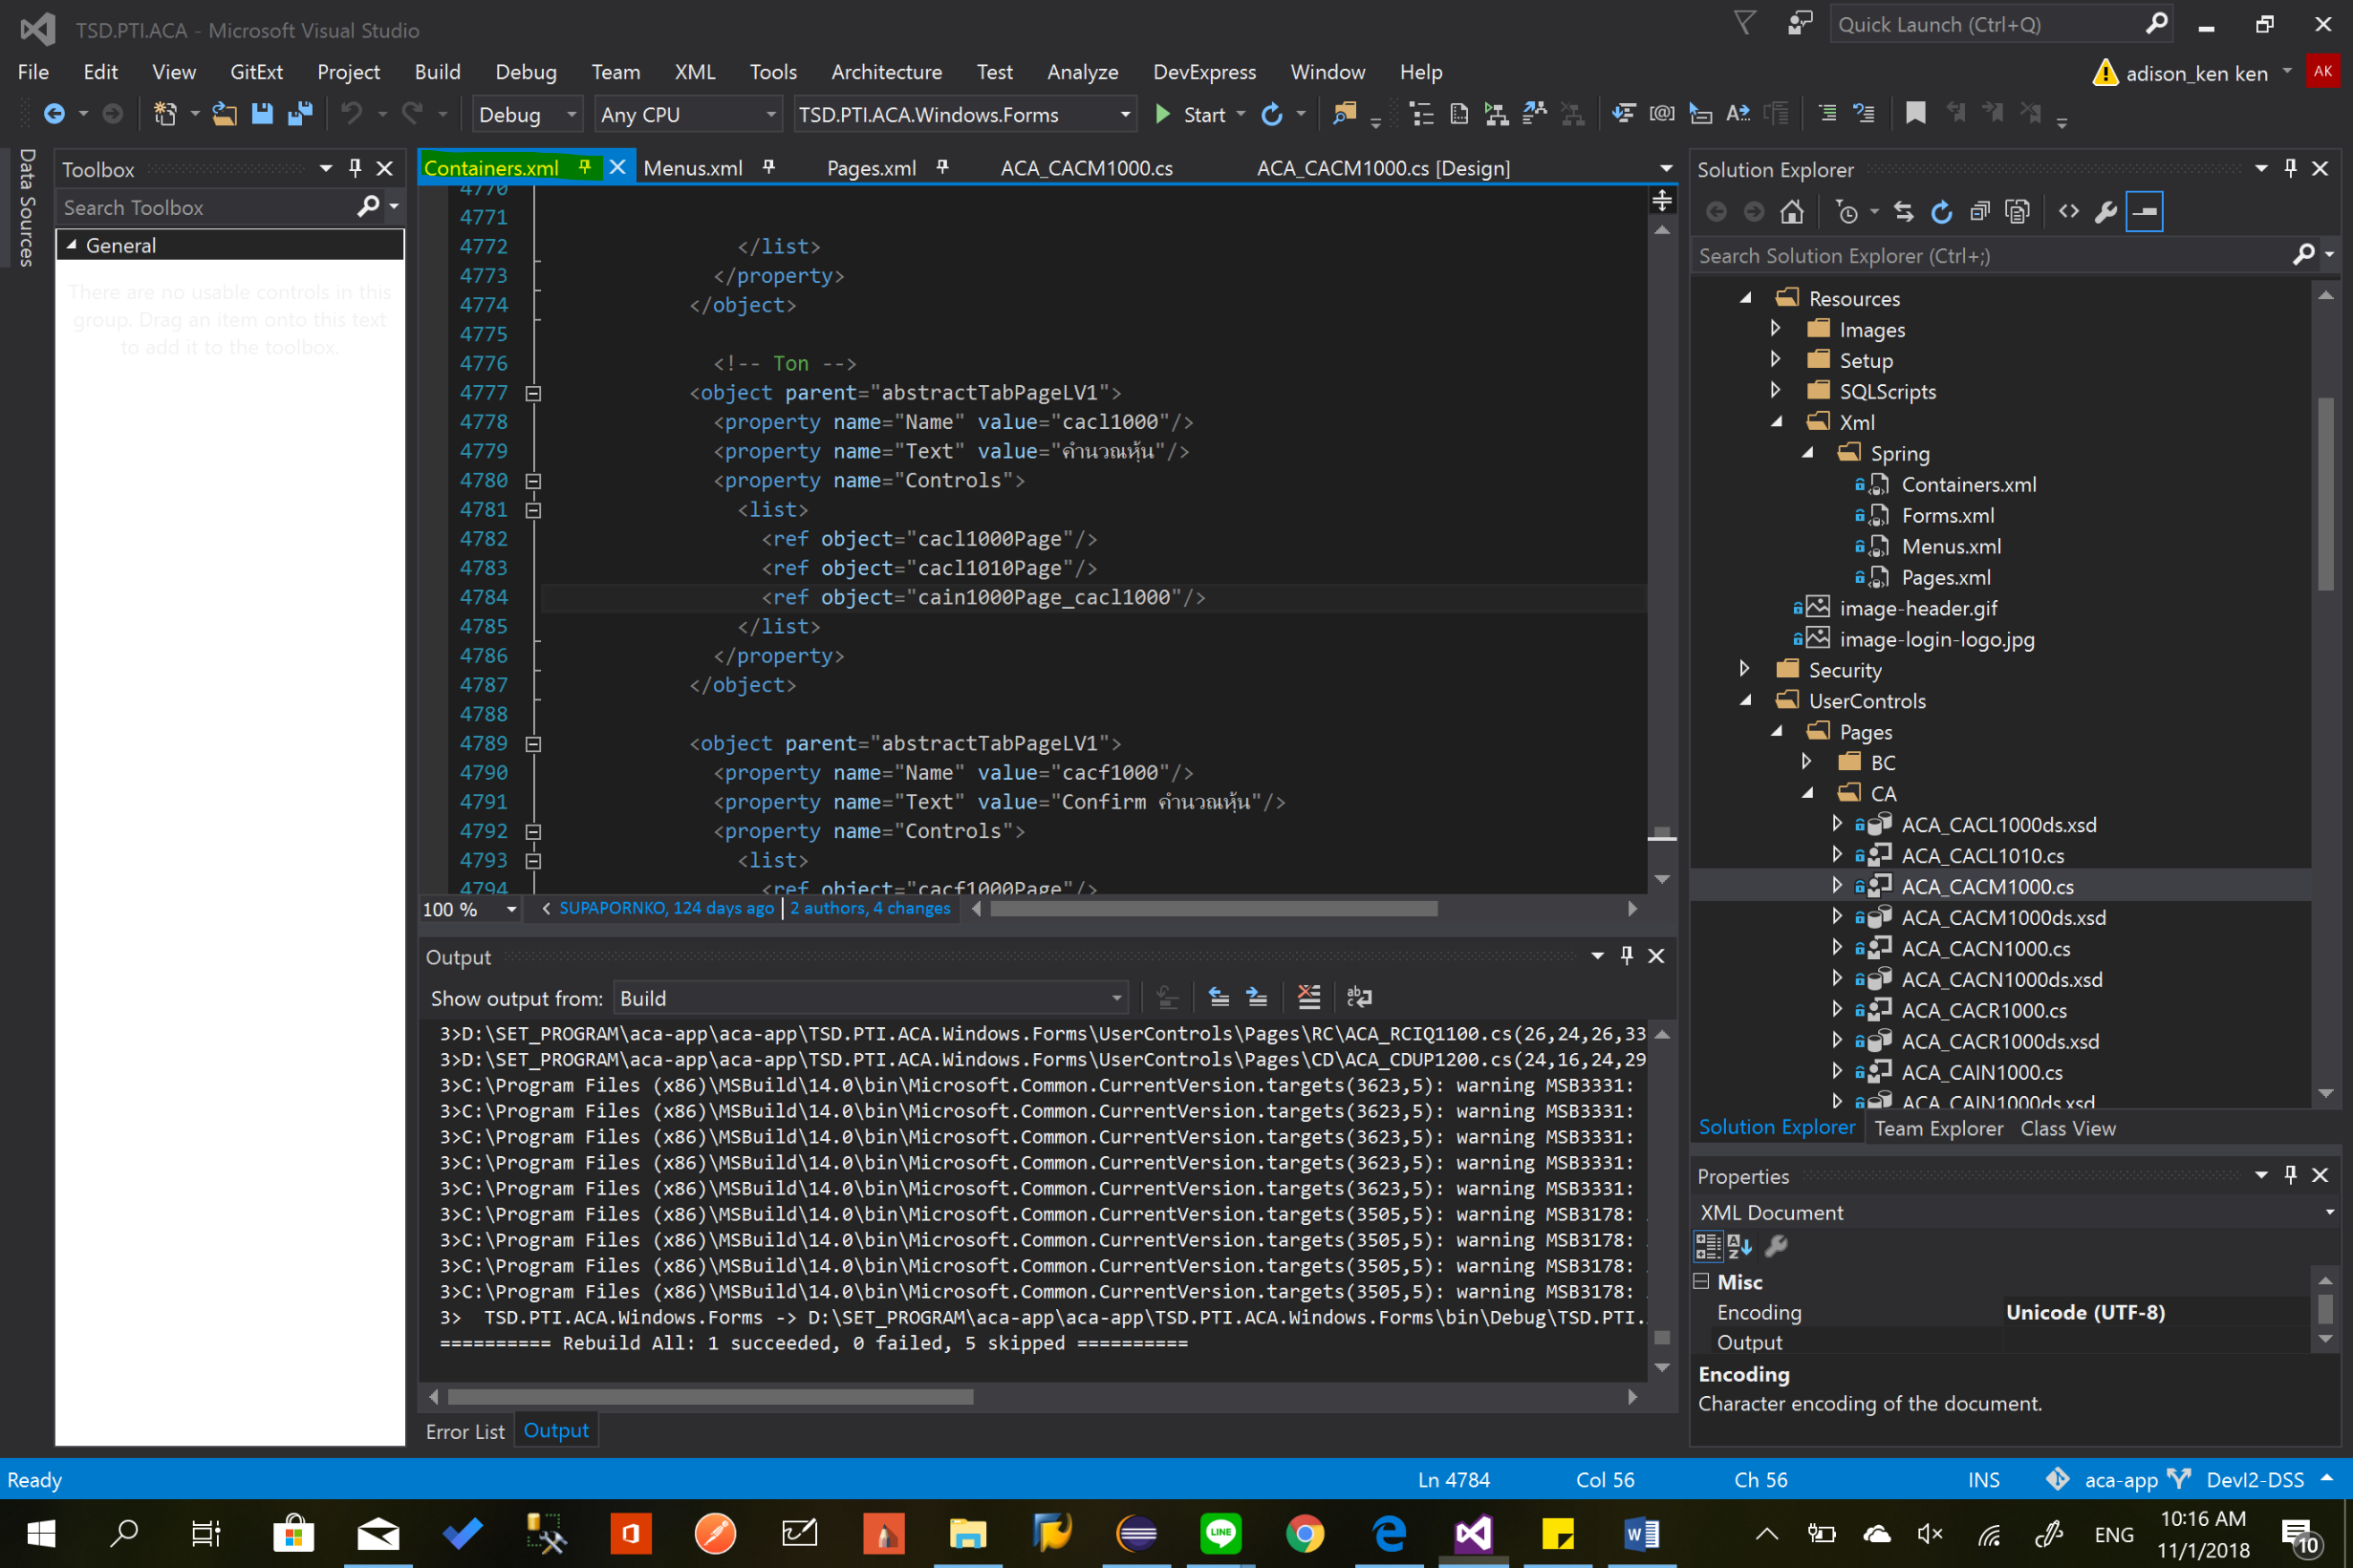 TSD.PTI.ACA - Microsoft Visual Studio
Quick Launch (Ctrl+Q)
File Edit View GitExt Project Build Debug Team XML Tools Architecture Test Analyze DevExpress Window Help
adison_ken ken AK
Debug Any CPU TSD.PTI.ACA.Windows.Forms Start
Data Sources
Toolbox
Search Toolbox
General
There are no usable controls in this
group. Drag an item onto this text
to add it to the toolbox.
Containers.xml Menus.xml Pages.xml ACA_CACM1000.cs ACA_CACM1000.cs [Design]
4770
4771
4772 </list>
4773 </property>
4774 </object>
4775
4776 <!-- Ton -->
4777 <object parent="abstractTabPageLV1">
4778 <property name="Name" value="cacl1000"/>
4779 <property name="Text" value="คำนวณหุ้น"/>
4780 <property name="Controls">
4781 <list>
4782 <ref object="cacl1000Page"/>
4783 <ref object="cacl1010Page"/>
4784 <ref object="cain1000Page_cacl1000"/>
4785 </list>
4786 </property>
4787 </object>
4788
4789 <object parent="abstractTabPageLV1">
4790 <property name="Name" value="cacf1000"/>
4791 <property name="Text" value="Confirm คำนวณหุ้น"/>
4792 <property name="Controls">
4793 <list>
4794 <ref object="cacf1000Page"/>
100 % SUPAPORNKO, 124 days ago | 2 authors, 4 changes
Output
Show output from: Build
3>D:\SET_PROGRAM\aca-app\aca-app\TSD.PTI.ACA.Windows.Forms\UserControls\Pages\RC\ACA_RCIQ1100.cs(26,24,26,33
3>D:\SET_PROGRAM\aca-app\aca-app\TSD.PTI.ACA.Windows.Forms\UserControls\Pages\CD\ACA_CDUP1200.cs(24,16,24,29
3>C:\Program Files (x86)\MSBuild\14.0\bin\Microsoft.Common.CurrentVersion.targets(3623,5): warning MSB3331:
3>C:\Program Files (x86)\MSBuild\14.0\bin\Microsoft.Common.CurrentVersion.targets(3623,5): warning MSB3331:
3>C:\Program Files (x86)\MSBuild\14.0\bin\Microsoft.Common.CurrentVersion.targets(3623,5): warning MSB3331:
3>C:\Program Files (x86)\MSBuild\14.0\bin\Microsoft.Common.CurrentVersion.targets(3623,5): warning MSB3331:
3>C:\Program Files (x86)\MSBuild\14.0\bin\Microsoft.Common.CurrentVersion.targets(3623,5): warning MSB3331:
3>C:\Program Files (x86)\MSBuild\14.0\bin\Microsoft.Common.CurrentVersion.targets(3505,5): warning MSB3178:
3>C:\Program Files (x86)\MSBuild\14.0\bin\Microsoft.Common.CurrentVersion.targets(3505,5): warning MSB3178:
3>C:\Program Files (x86)\MSBuild\14.0\bin\Microsoft.Common.CurrentVersion.targets(3505,5): warning MSB3178:
3>C:\Program Files (x86)\MSBuild\14.0\bin\Microsoft.Common.CurrentVersion.targets(3505,5): warning MSB3178:
3> TSD.PTI.ACA.Windows.Forms -> D:\SET_PROGRAM\aca-app\aca-app\TSD.PTI.ACA.Windows.Forms\bin\Debug\TSD.PTI.
========== Rebuild All: 1 succeeded, 0 failed, 5 skipped ==========
Error List Output
Solution Explorer
Search Solution Explorer (Ctrl+;)
Resources
Images
Setup
SQLScripts
Xml
Spring
Containers.xml
Forms.xml
Menus.xml
Pages.xml
image-header.gif
image-login-logo.jpg
Security
UserControls
Pages
BC
CA
ACA_CACL1000ds.xsd
ACA_CACL1010.cs
ACA_CACM1000.cs
ACA_CACM1000ds.xsd
ACA_CACN1000.cs
ACA_CACN1000ds.xsd
ACA_CACR1000.cs
ACA_CACR1000ds.xsd
ACA_CAIN1000.cs
ACA_CAIN1000ds.xsd
Solution Explorer Team Explorer Class View
Properties
XML Document
Misc
Encoding Unicode (UTF-8)
Output
Encoding
Character encoding of the document.
Ready Ln 4784 Col 56 Ch 56 INS aca-app Devl2-DSS
LINE
ENG
10:16 AM
11/1/2018
10